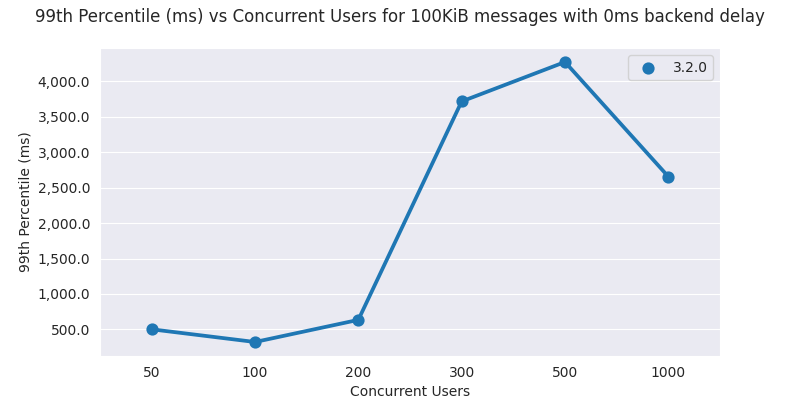 99th Percentile (ms) vs Concurrent Users for 100KiB messages with 0ms backend delay
3.2.0
99th Percentile (ms)
4,000.0
3,500.0
3,000.0
2,500.0
2,000.0
1,500.0
1,000.0
500.0
50 100 200 300 500 1000
Concurrent Users